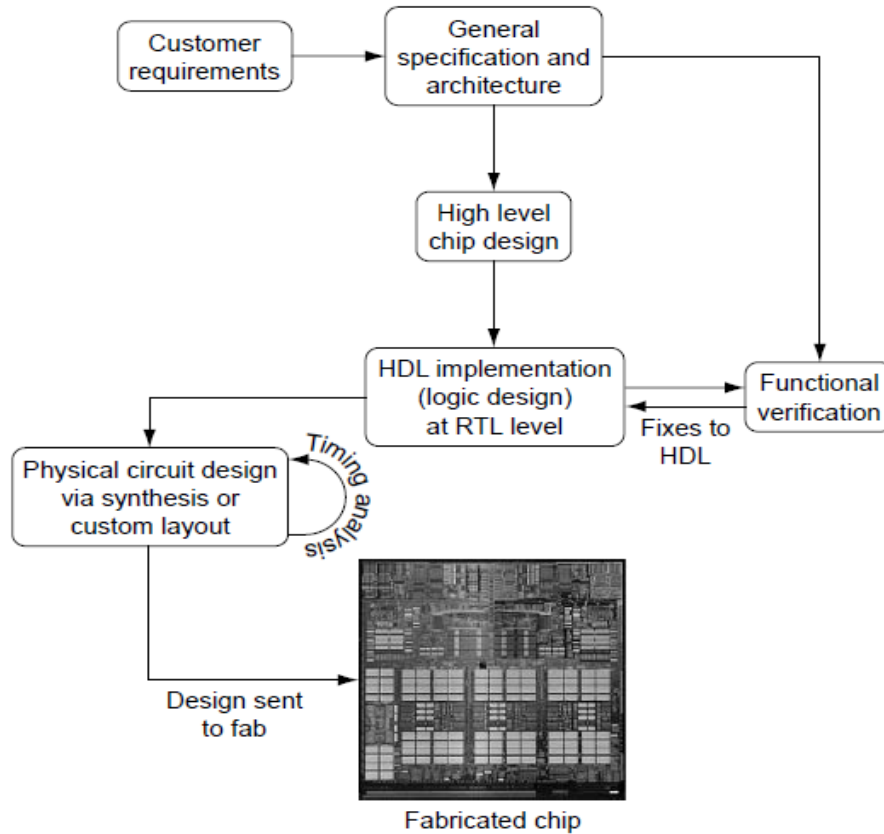 Customer
requirements
General
specification and
architecture
High level
chip design
HDL implementation
(logic design)
at RTL level
Functional
verification
Fixes to
HDL
Physical circuit design
via synthesis or
custom layout
Timing analysis
Design sent
to fab
Fabricated chip